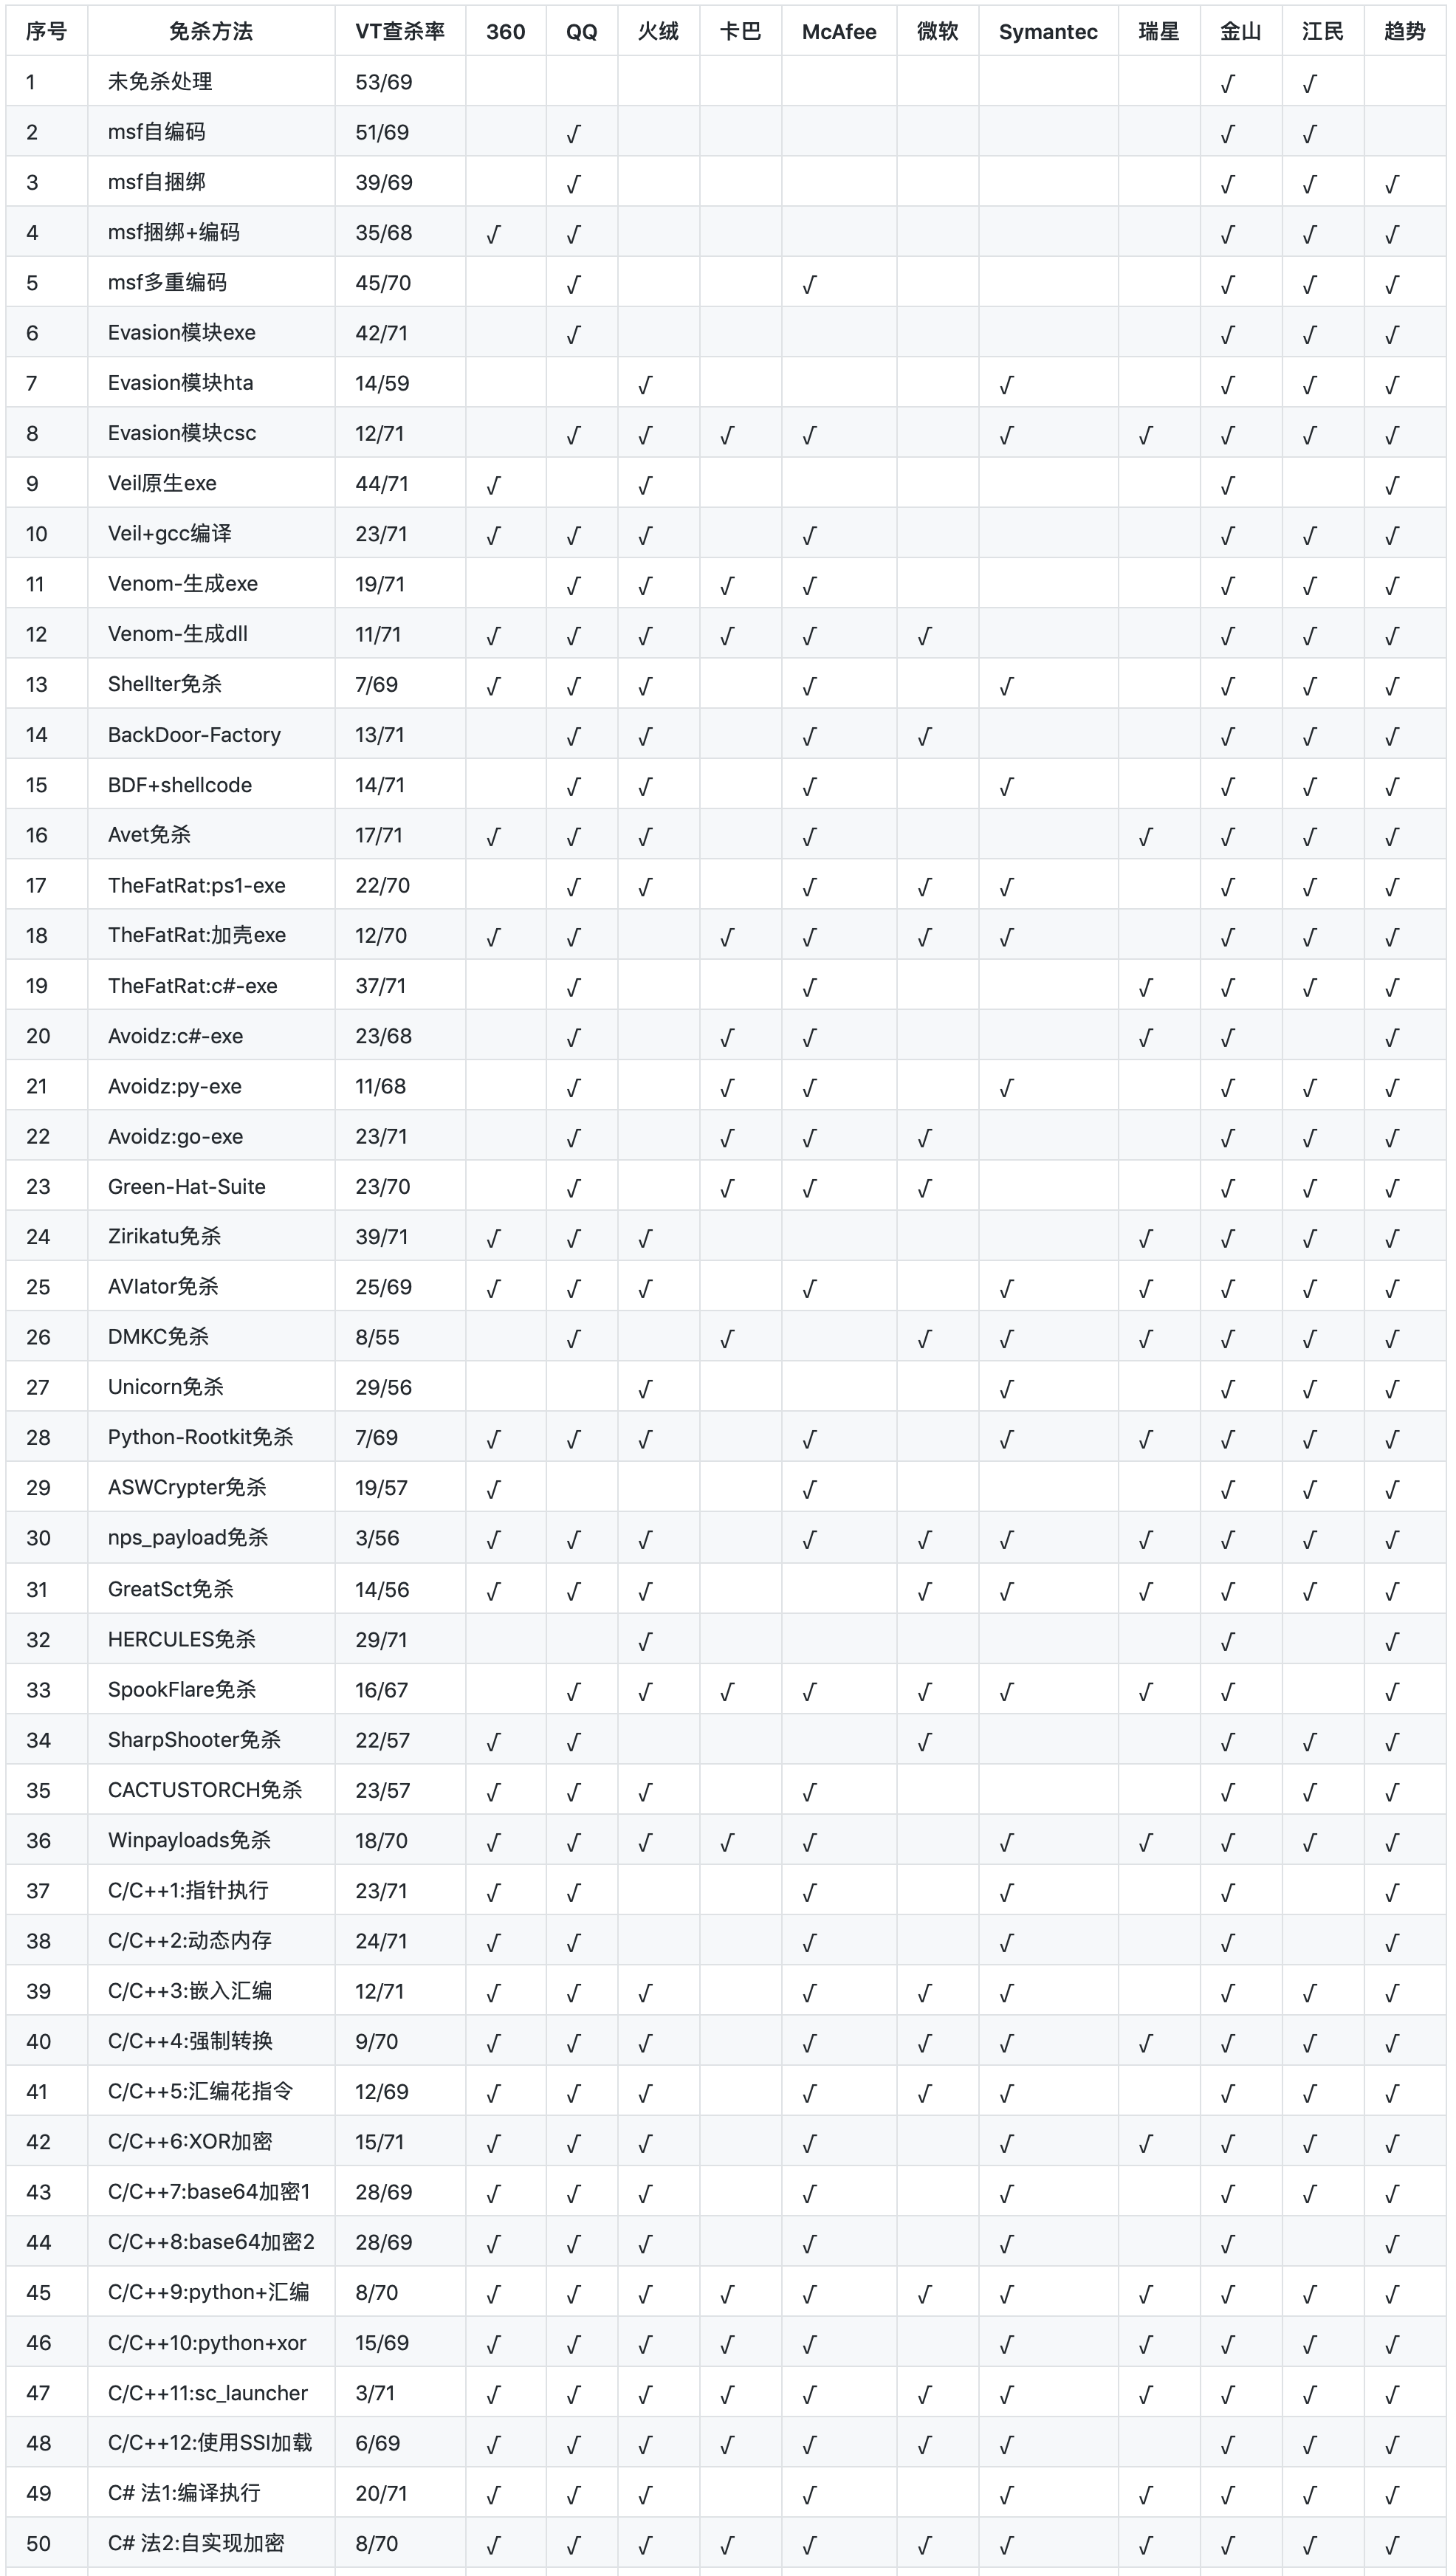 序号 免杀方法 VT查杀率 360 QQ 火绒 卡巴 McAfee 微软 Symantec 瑞星 金山 江民 趋势
1 未免杀处理 53/69 √ √
2 msf自编码 51/69 √ √ √
3 msf自捆绑 39/69 √ √ √ √
4 msf捆绑+编码 35/68 √ √ √ √ √
5 msf多重编码 45/70 √ √ √ √ √
6 Evasion模块exe 42/71 √ √ √ √
7 Evasion模块hta 14/59 √ √ √ √ √
8 Evasion模块csc 12/71 √ √ √ √ √ √ √ √ √
9 Veil原生exe 44/71 √ √ √ √
10 Veil+gcc编译 23/71 √ √ √ √ √ √ √
11 Venom-生成exe 19/71 √ √ √ √ √ √ √
12 Venom-生成dll 11/71 √ √ √ √ √ √ √ √ √
13 Shellter免杀 7/69 √ √ √ √ √ √ √ √
14 BackDoor-Factory 13/71 √ √ √ √ √ √ √
15 BDF+shellcode 14/71 √ √ √ √ √ √ √
16 Avet免杀 17/71 √ √ √ √ √ √ √ √
17 TheFatRat:ps1-exe 22/70 √ √ √ √ √ √ √ √
18 TheFatRat:加壳exe 12/70 √ √ √ √ √ √ √ √ √
19 TheFatRat:c#-exe 37/71 √ √ √ √ √ √
20 Avoidz:c#-exe 23/68 √ √ √ √ √ √
21 Avoidz:py-exe 11/68 √ √ √ √ √ √ √
22 Avoidz:go-exe 23/71 √ √ √ √ √ √ √
23 Green-Hat-Suite 23/70 √ √ √ √ √ √ √
24 Zirikatu免杀 39/71 √ √ √ √ √ √ √
25 AVIator免杀 25/69 √ √ √ √ √ √ √ √ √
26 DMKC免杀 8/55 √ √ √ √ √ √ √ √
27 Unicorn免杀 29/56 √ √ √ √ √
28 Python-Rootkit免杀 7/69 √ √ √ √ √ √ √ √ √
29 ASWCrypter免杀 19/57 √ √ √ √ √
30 nps_payload免杀 3/56 √ √ √ √ √ √ √ √ √ √
31 GreatSct免杀 14/56 √ √ √ √ √ √ √ √ √
32 HERCULES免杀 29/71 √ √ √
33 SpookFlare免杀 16/67 √ √ √ √ √ √ √ √ √
34 SharpShooter免杀 22/57 √ √ √ √ √ √
35 CACTUSTORCH免杀 23/57 √ √ √ √ √ √ √
36 Winpayloads免杀 18/70 √ √ √ √ √ √ √ √ √ √
37 C/C++1:指针执行 23/71 √ √ √ √ √ √
38 C/C++2:动态内存 24/71 √ √ √ √ √ √
39 C/C++3:嵌入汇编 12/71 √ √ √ √ √ √ √ √ √
40 C/C++4:强制转换 9/70 √ √ √ √ √ √ √ √ √ √
41 C/C++5:汇编花指令 12/69 √ √ √ √ √ √ √ √ √
42 C/C++6:XOR加密 15/71 √ √ √ √ √ √ √ √ √
43 C/C++7:base64加密1 28/69 √ √ √ √ √ √ √ √
44 C/C++8:base64加密2 28/69 √ √ √ √ √ √ √
45 C/C++9:python+汇编 8/70 √ √ √ √ √ √ √ √ √ √ √
46 C/C++10:python+xor 15/69 √ √ √ √ √ √ √ √ √ √
47 C/C++11:sc_launcher 3/71 √ √ √ √ √ √ √ √ √ √ √
48 C/C++12:使用SSI加载 6/69 √ √ √ √ √ √ √ √ √ √
49 C# 法1:编译执行 20/71 √ √ √ √ √ √ √ √ √
50 C# 法2:自实现加密 8/70 √ √ √ √ √ √ √ √ √ √ √